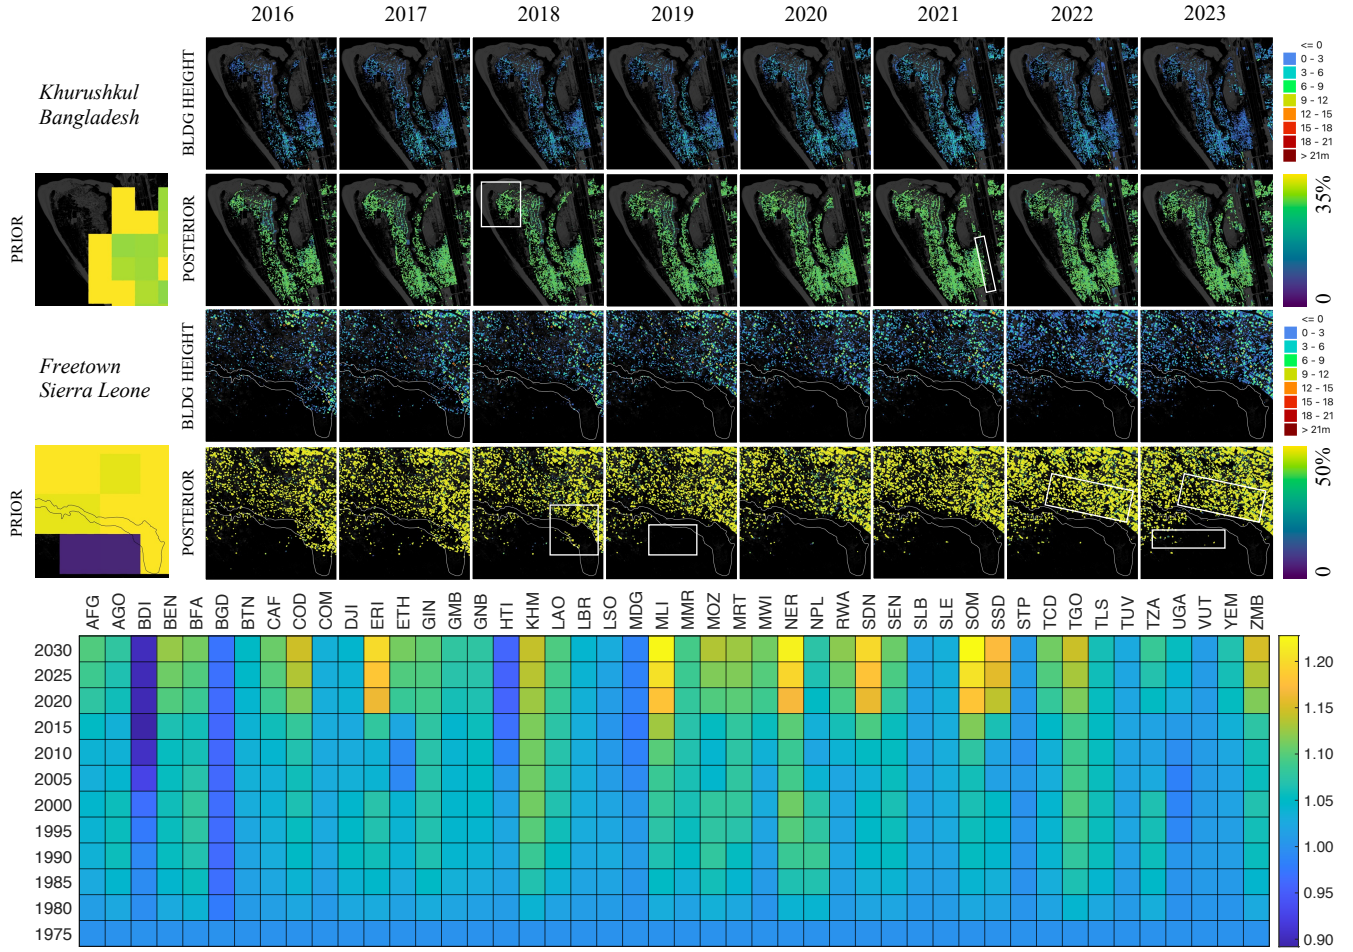 2016 2017 2018 2019 2020 2021 2022 2023
Khurushkul
Bangladesh
BLDG HEIGHT
<= 0
0 - 3
3 - 6
6 - 9
9 - 12
12 - 15
15 - 18
18 - 21
> 21m
PRIOR
POSTERIOR
35%
0
Freetown
Sierra Leone
BLDG HEIGHT
<= 0
0 - 3
3 - 6
6 - 9
9 - 12
12 - 15
15 - 18
18 - 21
> 21m
PRIOR
POSTERIOR
50%
0
AFG AGO BDI BEN BFA BGD BTN CAF COD COM DJI ERI ETH GIN GMB GNB HTI KHM LAO LBR LSO MDG MLI MMR MOZ MRT MWI NER NPL RWA SDN SEN SLB SLE SOM SSD STP TCD TGO TLS TUV TZA UGA VUT YEM ZMB
2030
2025
2020
2015
2010
2005
2000
1995
1990
1985
1980
1975
1.20
1.15
1.10
1.05
1.00
0.95
0.90